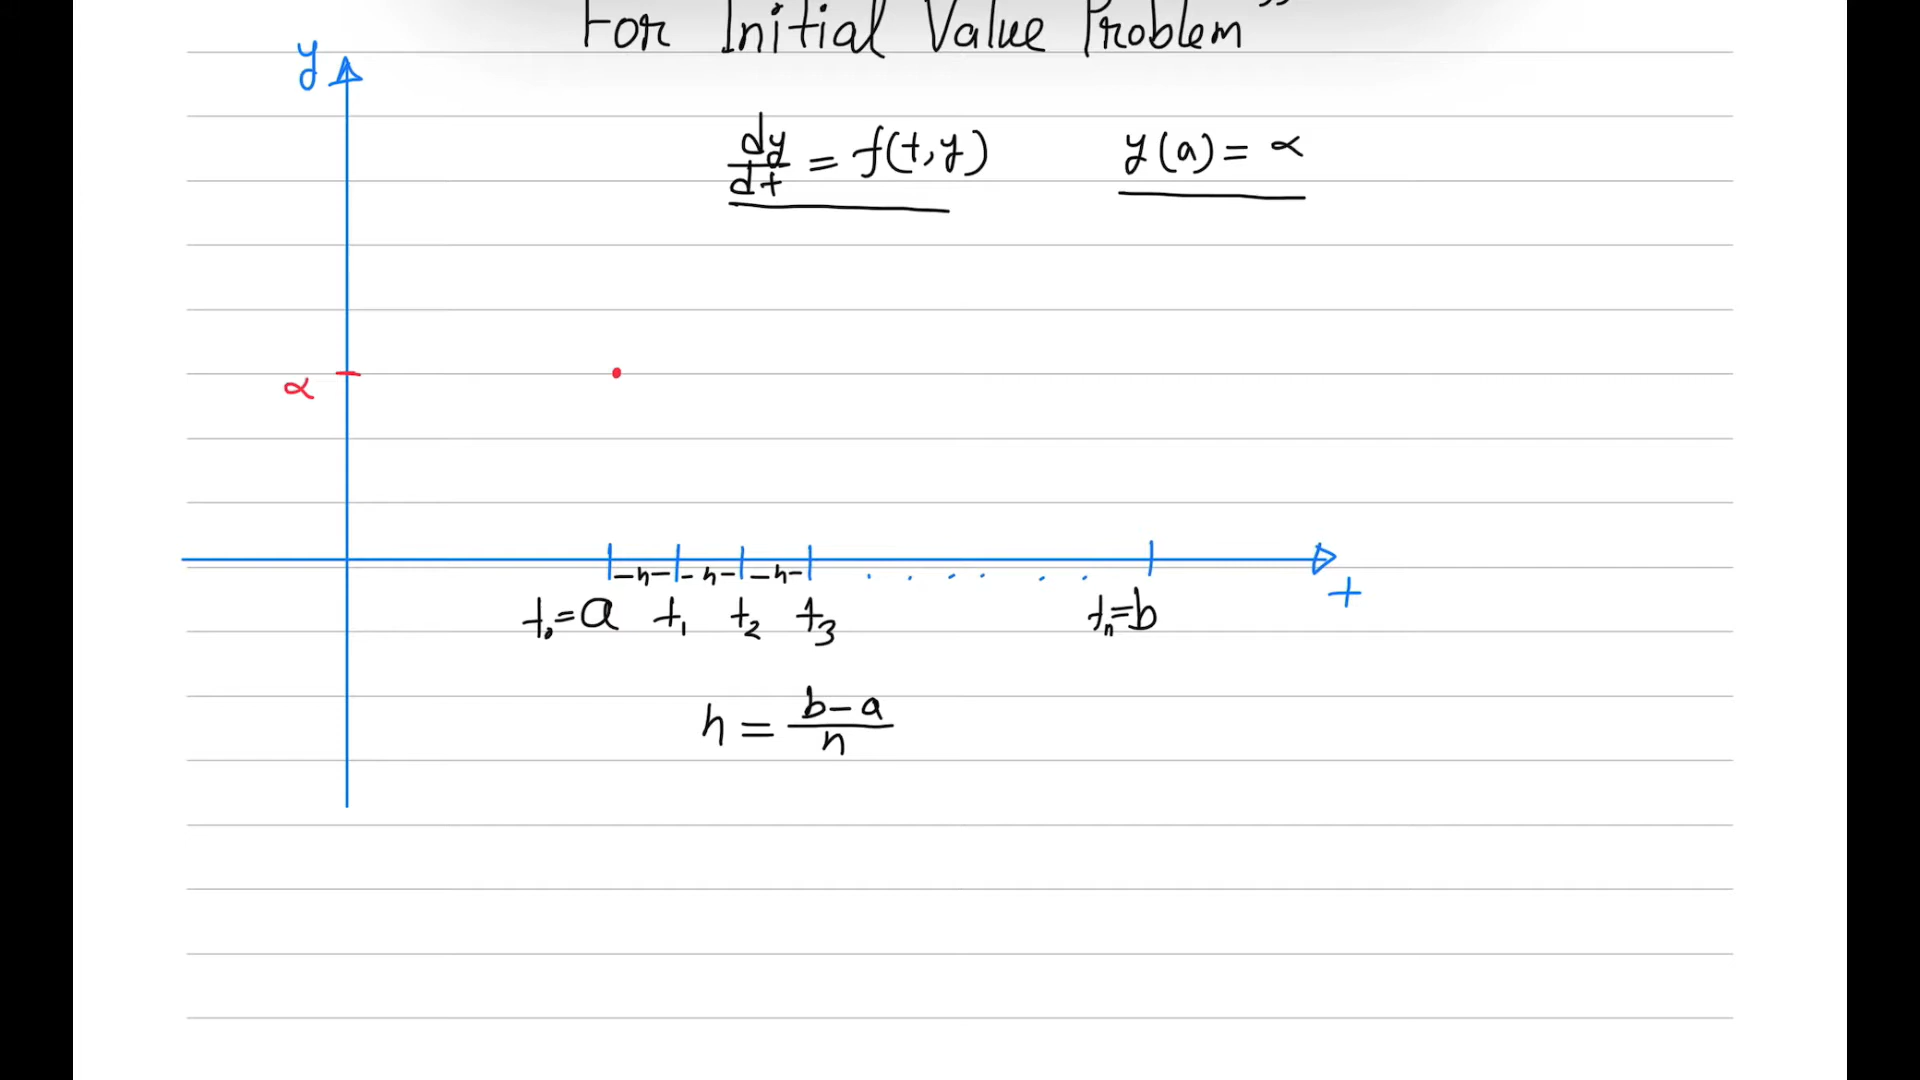 For Initial Value Problem"
y
dy/dt = f(t,y) y(a) = α
α
-h- -h- -h-
t
t₀=a t₁ t₂ t₃ . . . . . . tₙ=b
h = b-a/n